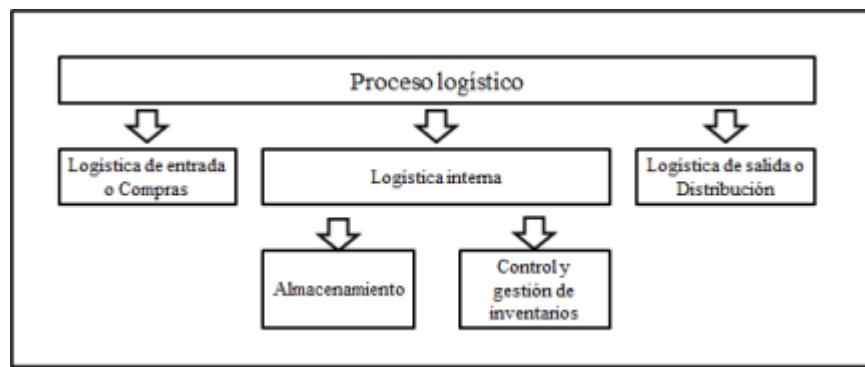 Proceso logístico
Logística de entrada
o Compras
Logística interna
Logística de salida o
Distribución
Almacenamiento
Control y
gestión de
inventarios